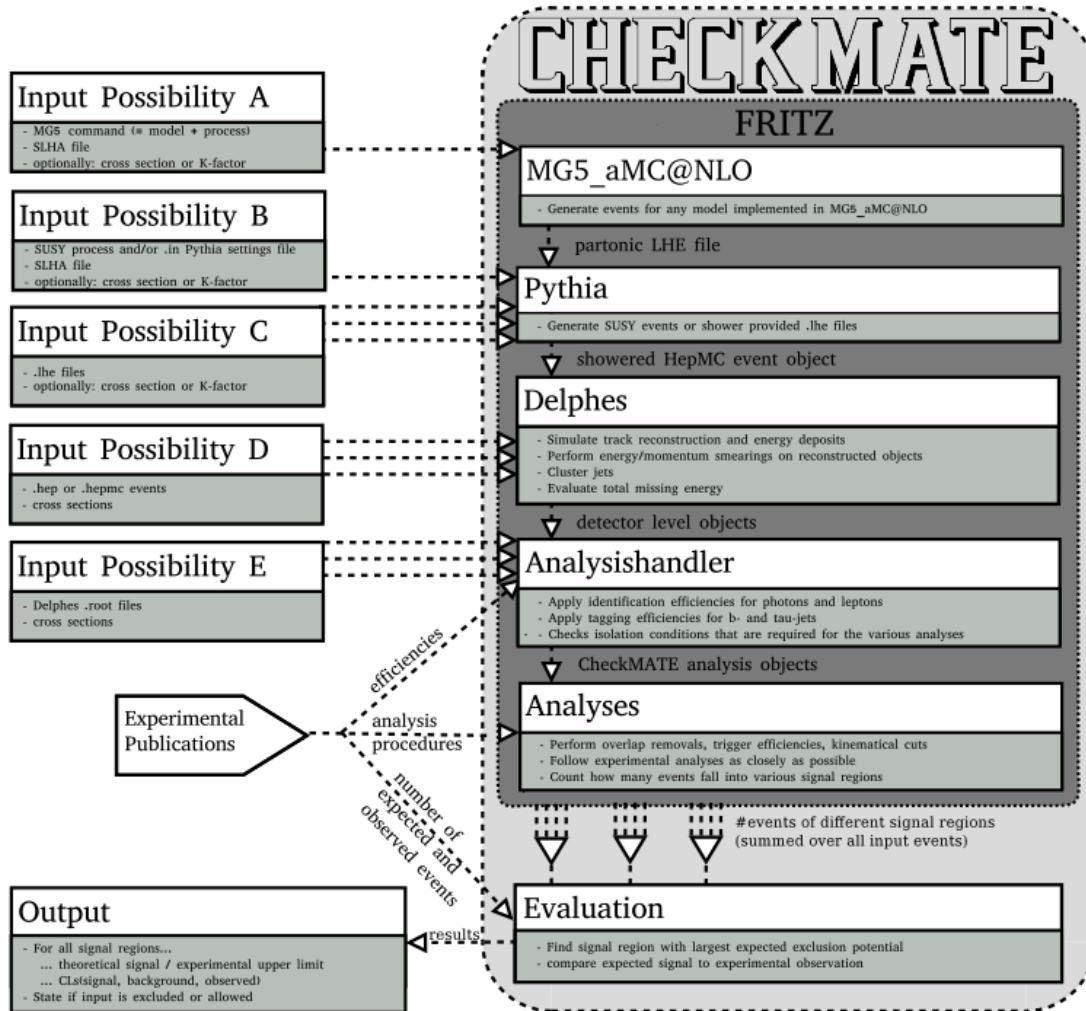 CHECKMATE
FRITZ
Input Possibility A
- MG5 command (= model + process)
- SLHA file
- optionally: cross section or K-factor
MG5_aMC@NLO
- Generate events for any model implemented in MG5_aMC@NLO
Input Possibility B
- SUSY process and/or .in Pythia settings file
- SLHA file
- optionally: cross section or K-factor
partonic LHE file
Pythia
- Generate SUSY events or shower provided .lhe files
Input Possibility C
- .lhe files
- optionally: cross section or K-factor
showered HepMC event object
Delphes
- Simulate track reconstruction and energy deposits
- Perform energy/momentum smearings on reconstructed objects
- Cluster jets
- Evaluate total missing energy
Input Possibility D
- .hep or .hepmc events
- cross sections
detector level objects
Input Possibility E
- Delphes .root files
- cross sections
Analysishandler
- Apply identification efficiencies for photons and leptons
- Apply tagging efficiencies for b- and tau-jets
- - Checks isolation conditions that are required for the various analyses
CheckMATE analysis objects
Experimental
Publications
efficiencies
analysis
procedures
number of
expected and
observed events
Analyses
- Perform overlap removals, trigger efficiencies, kinematical cuts
- Follow experimental analyses as closely as possible
- Count how many events fall into various signal regions
#events of different signal regions
(summed over all input events)
Evaluation
- Find signal region with largest expected exclusion potential
- compare expected signal to experimental observation
results
Output
- For all signal regions...
... theoretical signal / experimental upper limit
... CLs(signal, background, observed)
- State if input is excluded or allowed